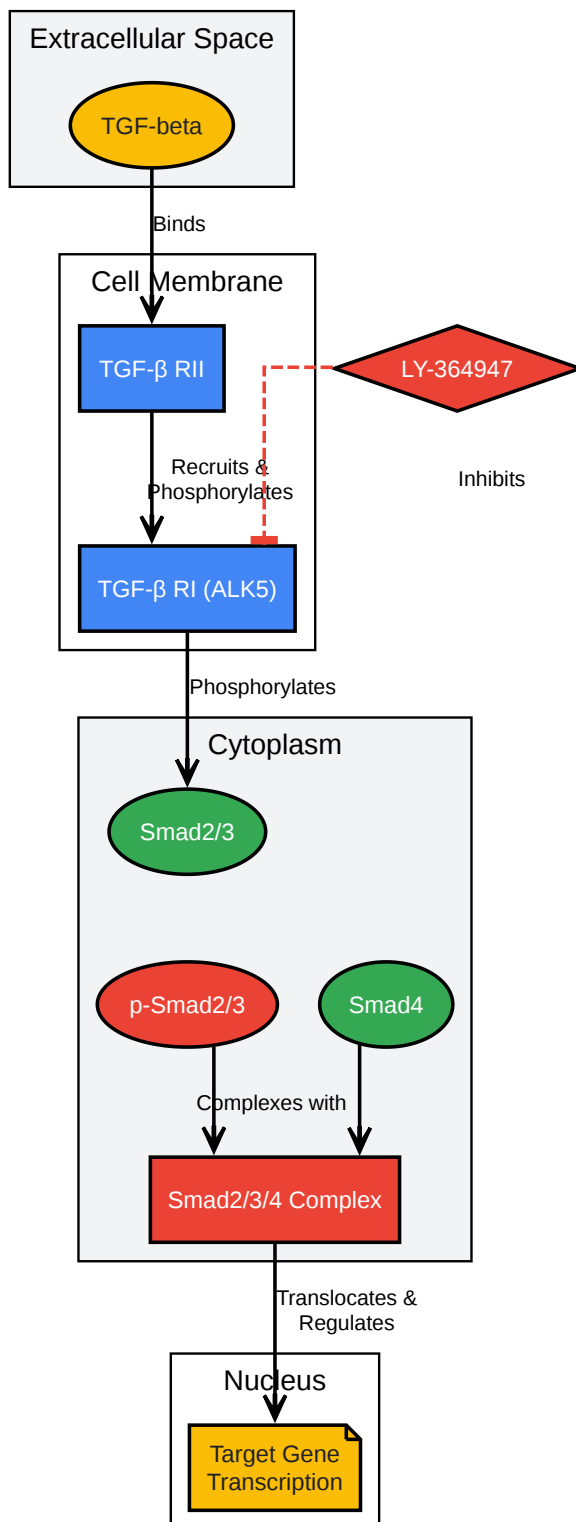 Extracellular Space
TGF-beta
Binds
Cell Membrane
TGF-β RII
LY-364947
Recruits &
Phosphorylates
Inhibits
TGF-β RI (ALK5)
Phosphorylates
Cytoplasm
Smad2/3
p-Smad2/3
Smad4
Complexes with
Smad2/3/4 Complex
Translocates &
Regulates
Nucleus
Target Gene
Transcription